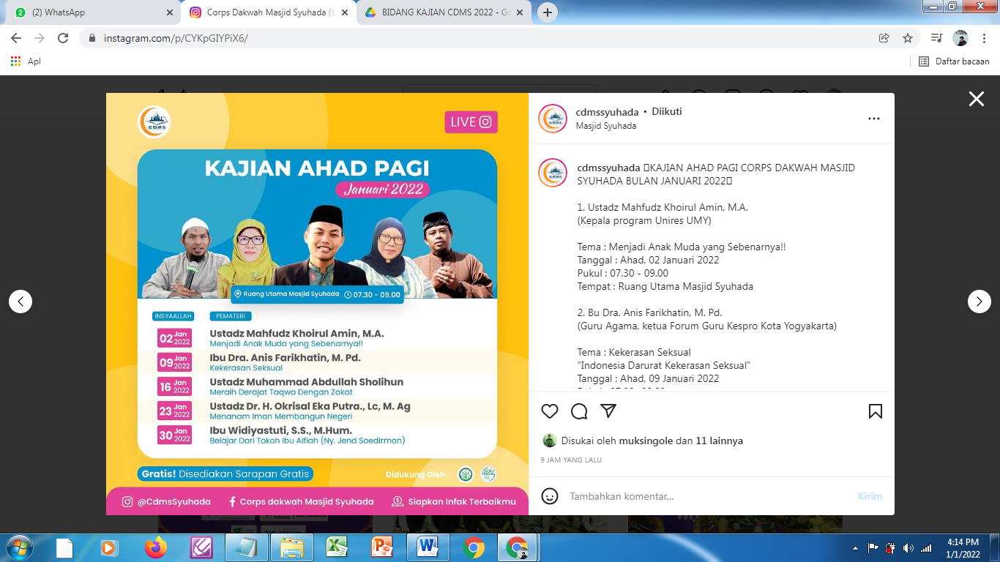 (2) WhatsApp
Corps Dakwah Masjid Syuhada (
BIDANG KAJIAN CDMS 2022 - Go
instagram.com/p/CYKpGIYPiX6/
Apl
Daftar bacaan
CDMS
LIVE
KAJIAN AHAD PAGI
Januari 2022
Ruang Utama Masjid Syuhada 07.30 - 09.00
INSYAALLAH PEMATERI
02 Jan 2022
Ustadz Mahfudz Khoirul Amin, M.A.
Menjadi Anak Muda yang Sebenarnya!!
09 Jan 2022
Ibu Dra. Anis Farikhatin, M. Pd.
Kekerasan Seksual
16 Jan 2022
Ustadz Muhammad Abdullah Sholihun
Meraih Derajat Taqwa Dengan Zakat
23 Jan 2022
Ustadz Dr. H. Okrisal Eka Putra., Lc, M. Ag
Menanam Iman Membangun Negeri
30 Jan 2022
Ibu Widiyastuti, S.S., M.Hum.
Belajar Dari Tokoh Ibu Alfiah (Ny. Jend Soedirman)
Gratis! Disediakan Sarapan Gratis
Didukung Oleh :
@CdmsSyuhada
Corps dakwah Masjid Syuhada
Siapkan Infak Terbaikmu
cdmssyuhada • Diikuti
Masjid Syuhada
cdmssyuhada KAJIAN AHAD PAGI CORPS DAKWAH MASJID
SYUHADA BULAN JANUARI 2022
1. Ustadz Mahfudz Khoirul Amin, M.A.
(Kepala program Unires UMY)
Tema : Menjadi Anak Muda yang Sebenarnya!!
Tanggal : Ahad, 02 Januari 2022
Pukul : 07.30 - 09.00
Tempat : Ruang Utama Masjid Syuhada
2. Bu Dra. Anis Farikhatin, M. Pd.
(Guru Agama, ketua Forum Guru Kespro Kota Yogyakarta)
Tema : Kekerasan Seksual
"Indonesia Darurat Kekerasan Seksual"
Tanggal : Ahad, 09 Januari 2022
Disukai oleh muksingole dan 11 lainnya
9 JAM YANG LALU
Tambahkan komentar...
Kirim
4:14 PM
1/1/2022